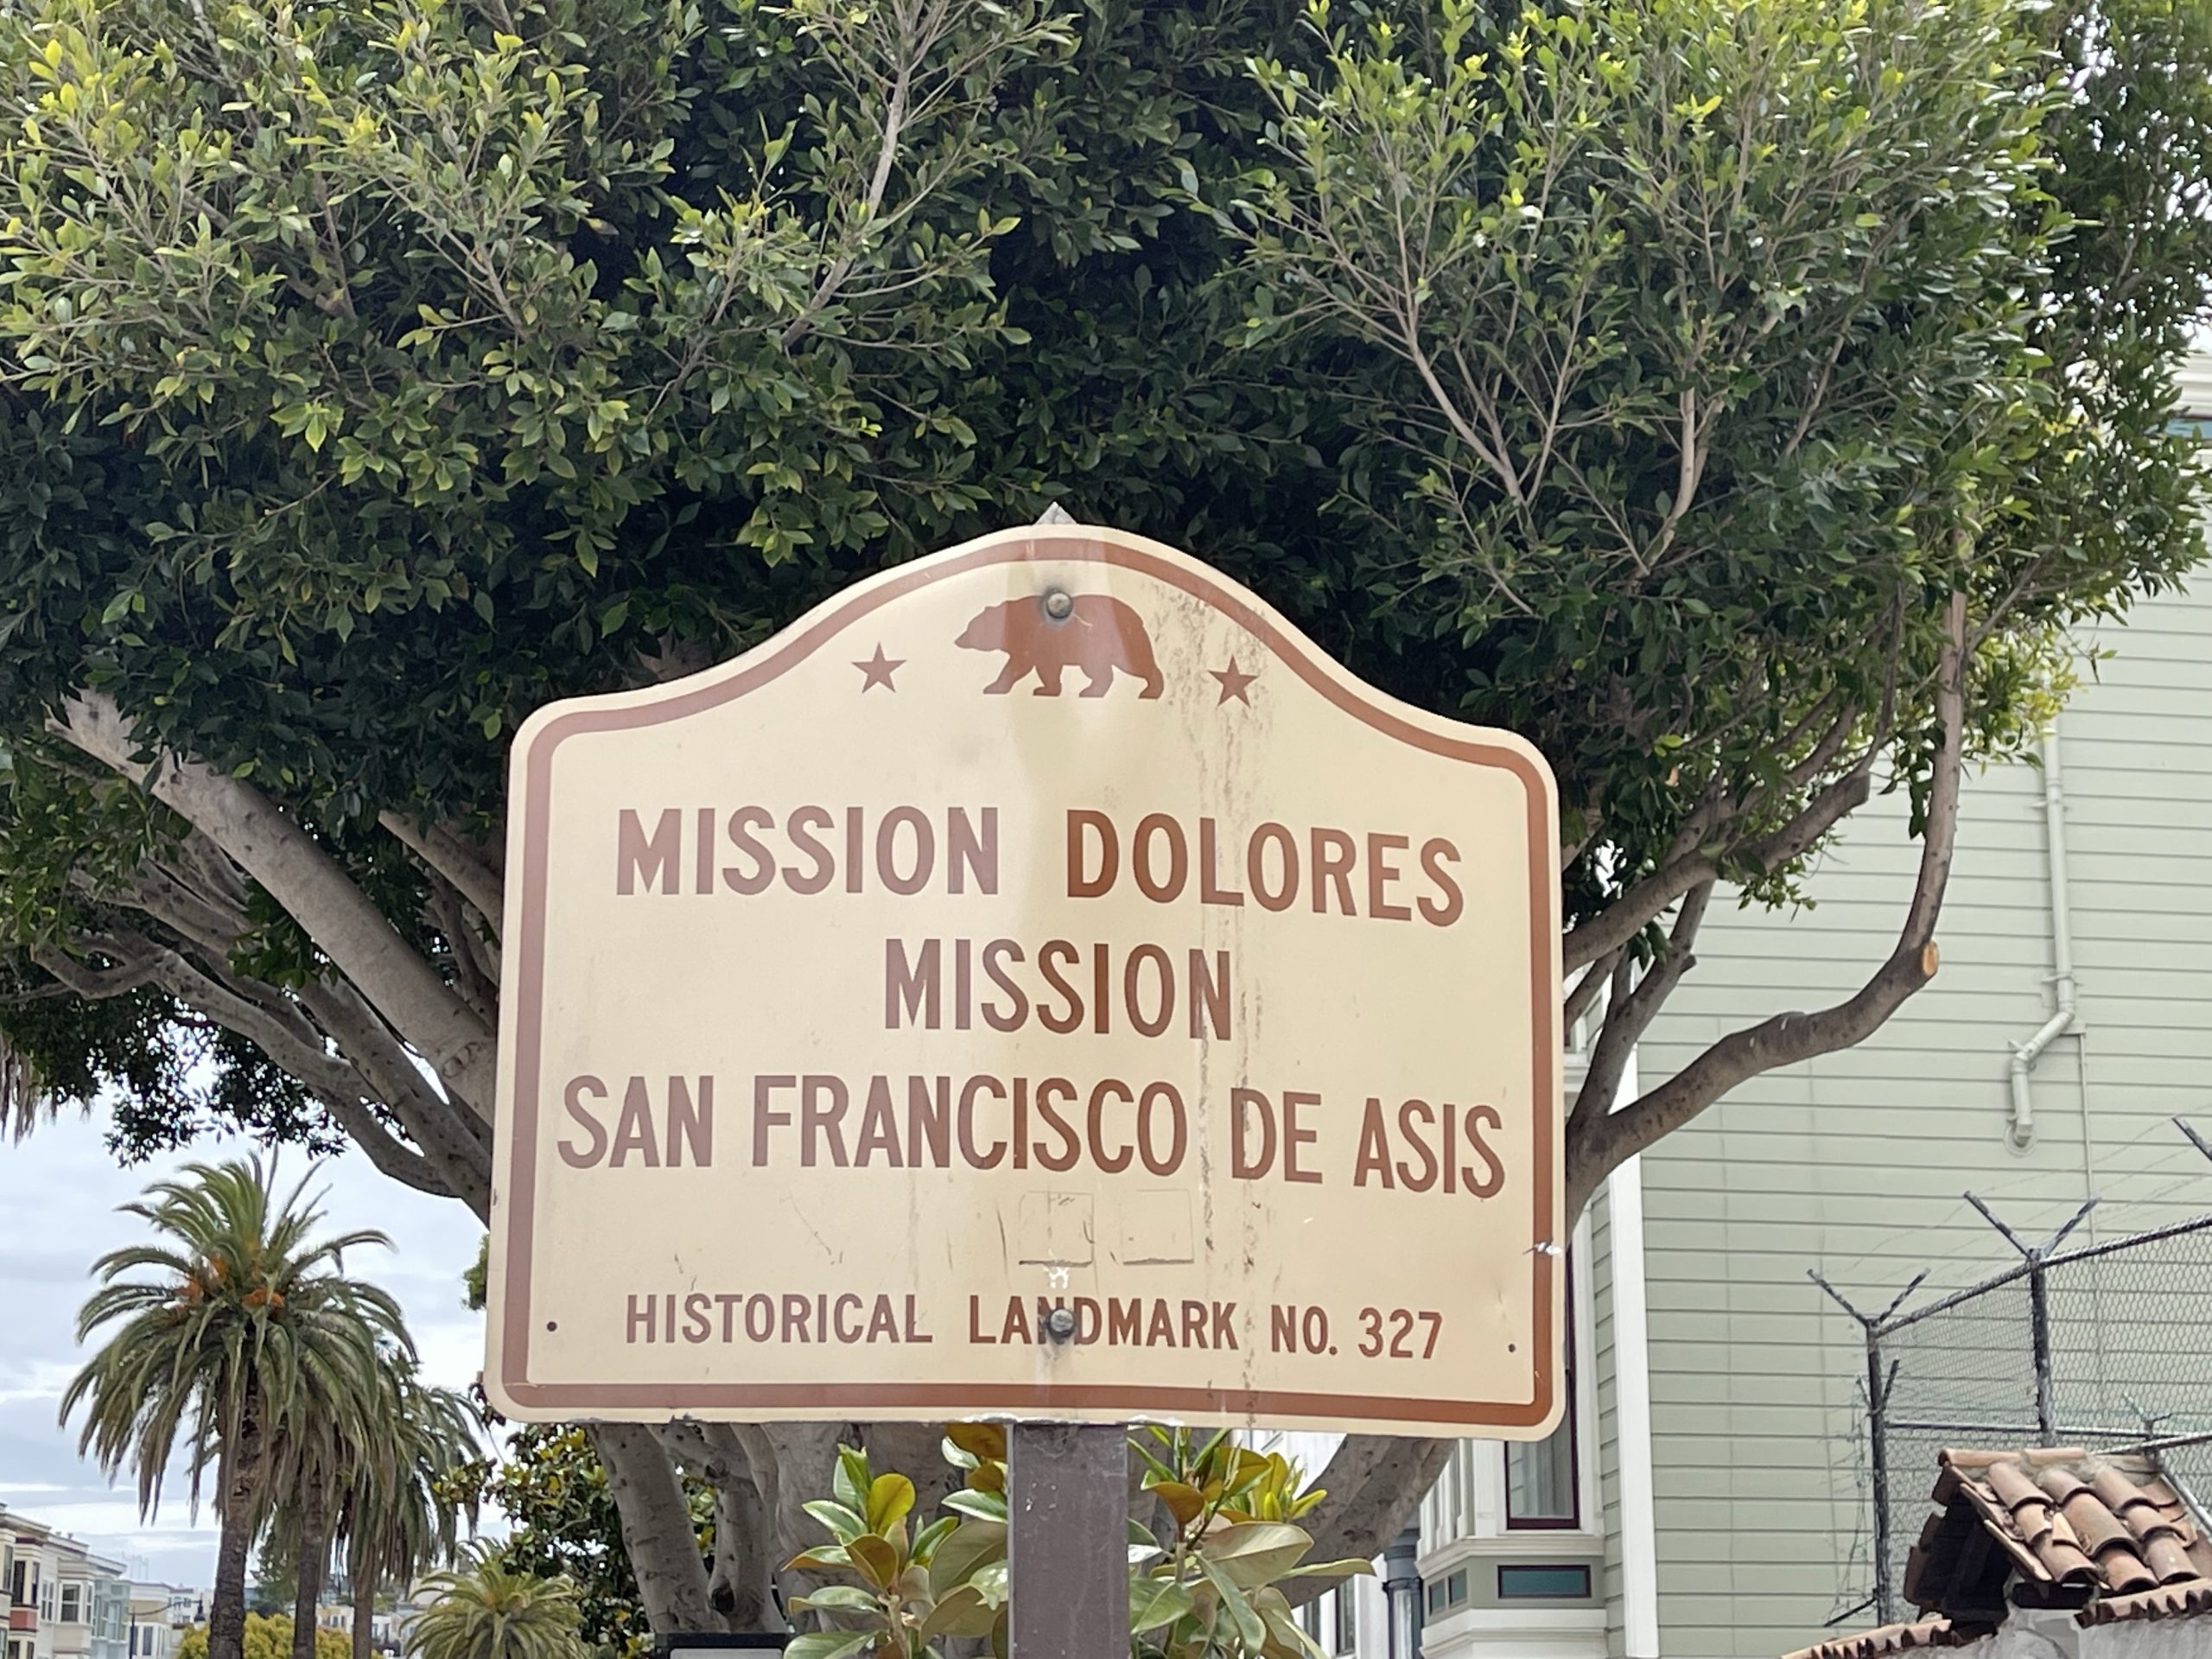 MISSION DOLORES
MISSION
SAN FRANCISCO DE ASIS
HISTORICAL LANDMARK NO. 327